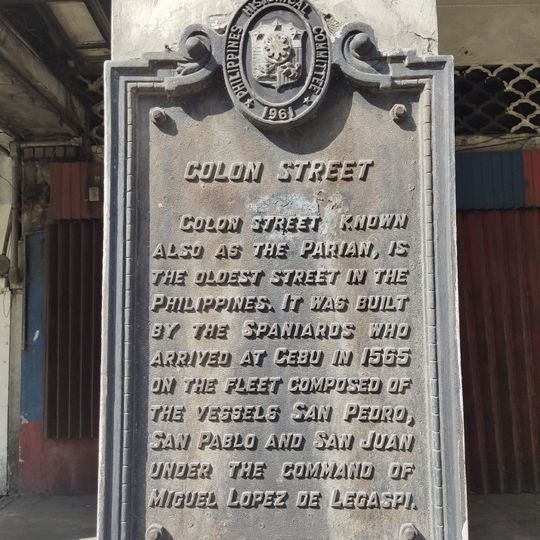 PHILIPPINES HISTORICAL COMMITTEE
1961
COLON STREET
COLON STREET, KNOWN
ALSO AS THE PARIAN, IS
THE OLDEST STREET IN THE
PHILIPPINES. IT WAS BUILT
BY THE SPANIARDS WHO
ARRIVED AT CEBU IN 1565
ON THE FLEET COMPOSED OF
THE VESSELS SAN PEDRO,
SAN PABLO AND SAN JUAN
UNDER THE COMMAND OF
MIGUEL LOPEZ DE LEGASPI.